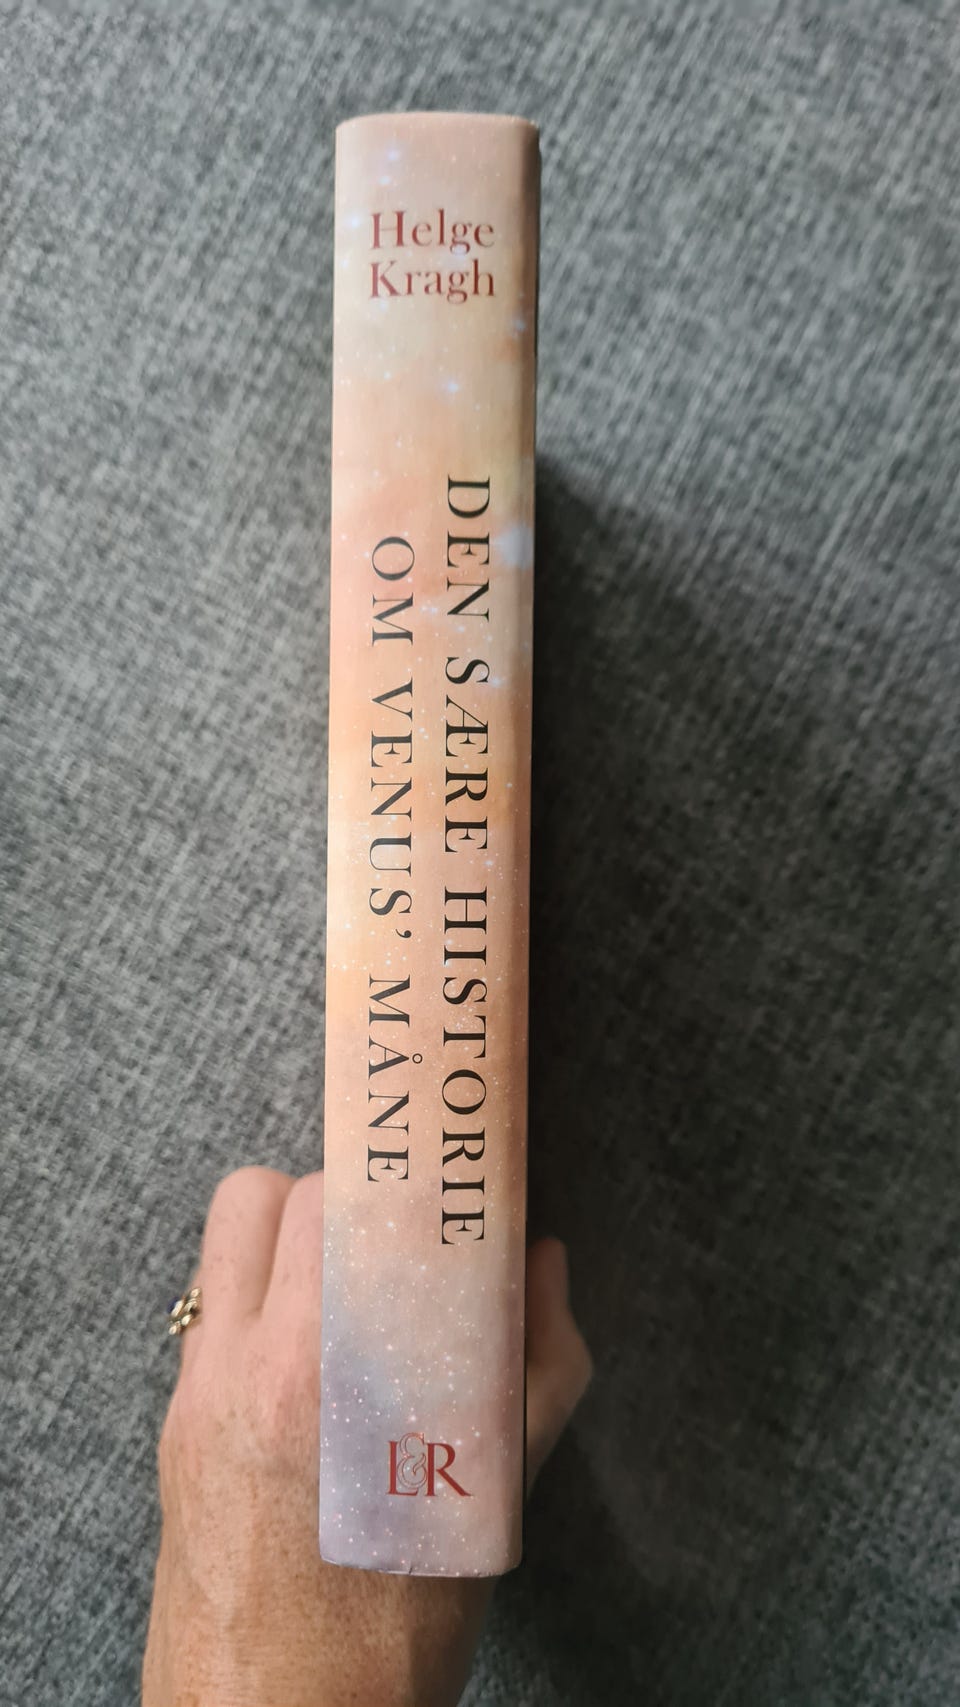 Helge
Kragh
DEN SÆRE HISTORIE
OM VENUS’ MÅNE
L&R